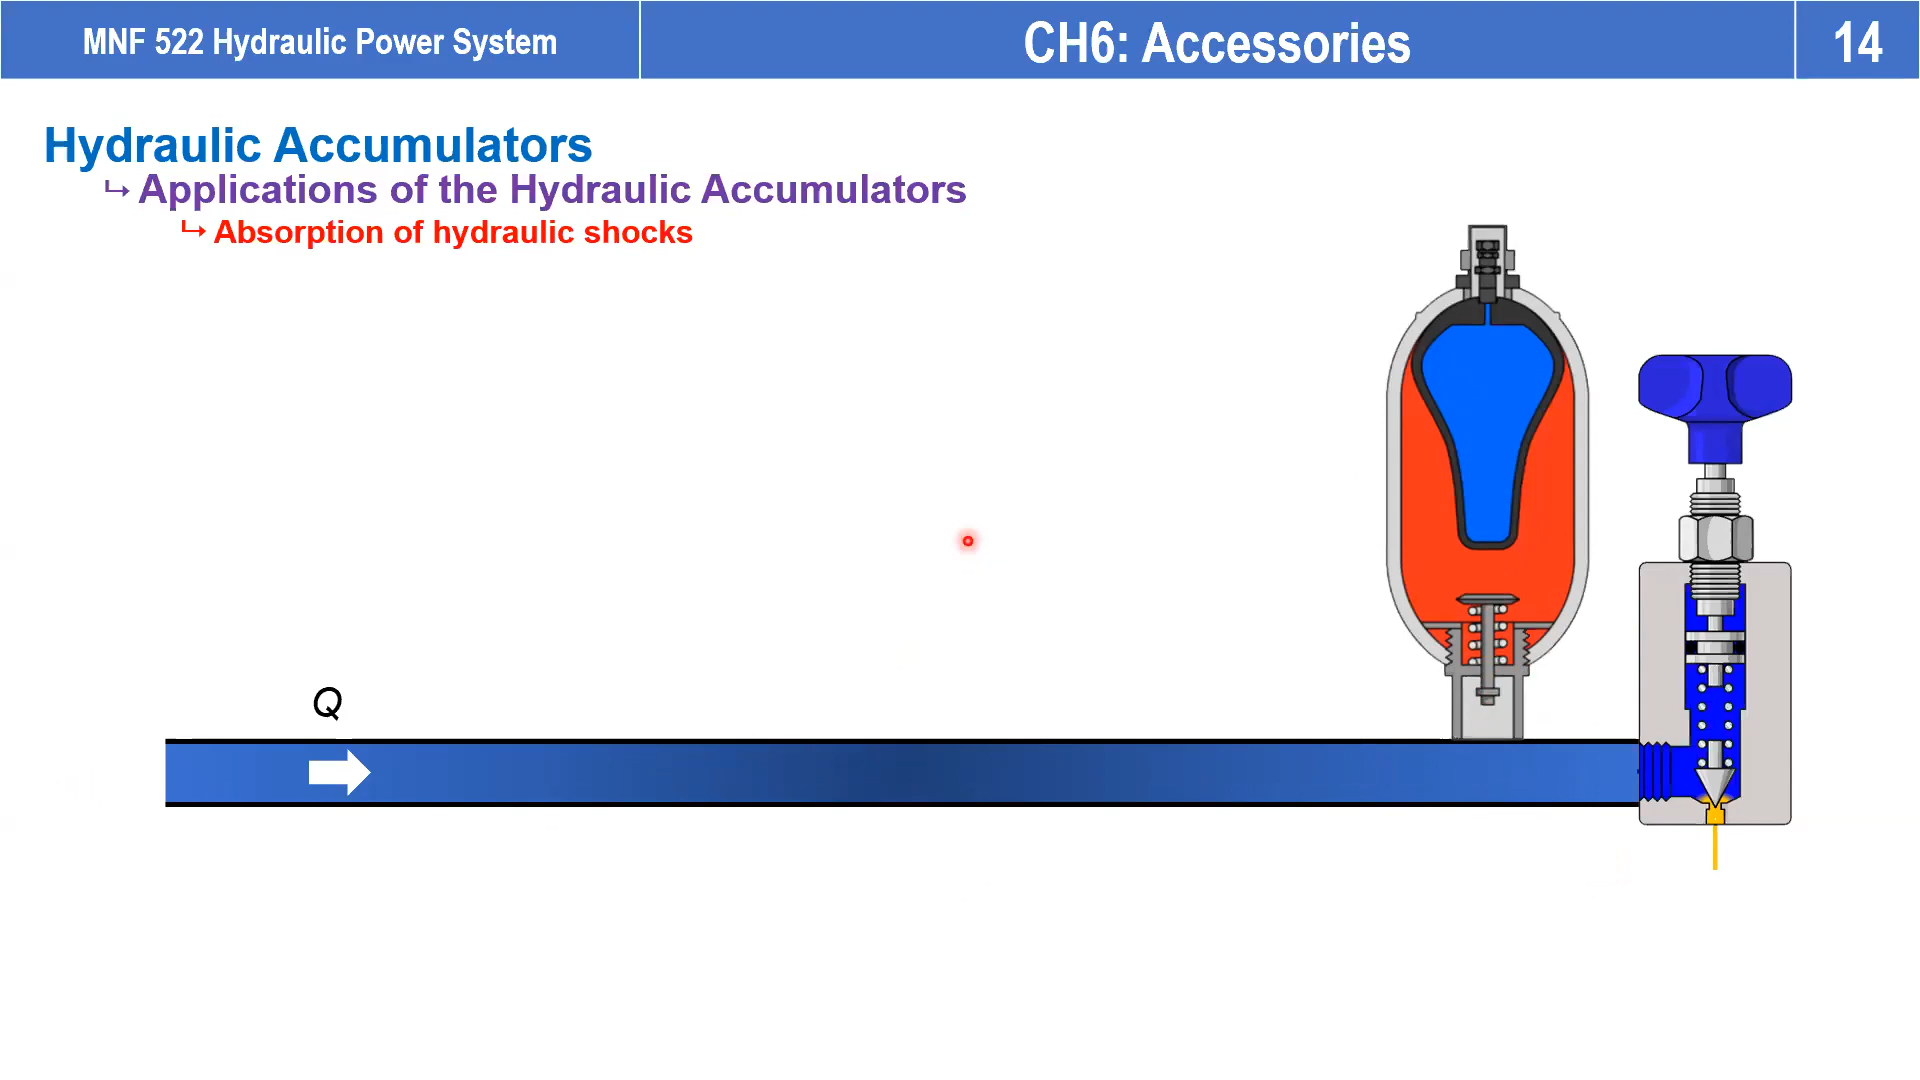 MNF 522 Hydraulic Power System
CH6: Accessories
14
Hydraulic Accumulators
↳ Applications of the Hydraulic Accumulators
↳ Absorption of hydraulic shocks
Q